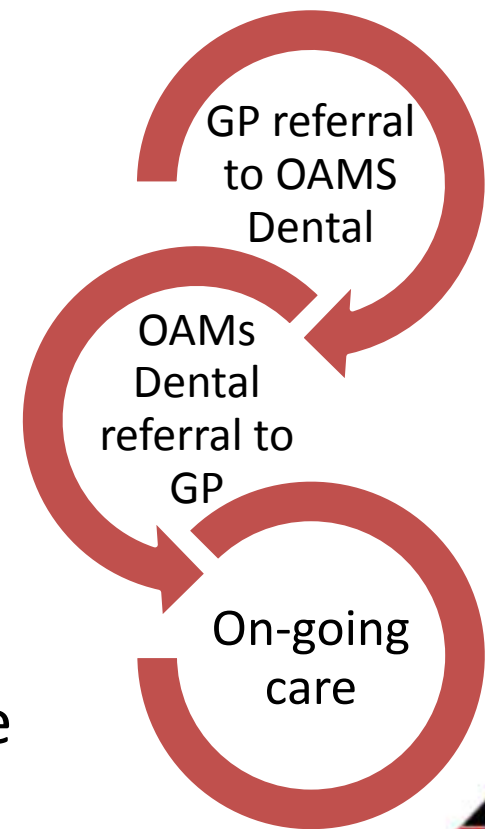 GP referral
to OAMS
Dental
OAMs
Dental
referral to
GP
On-going
care
e